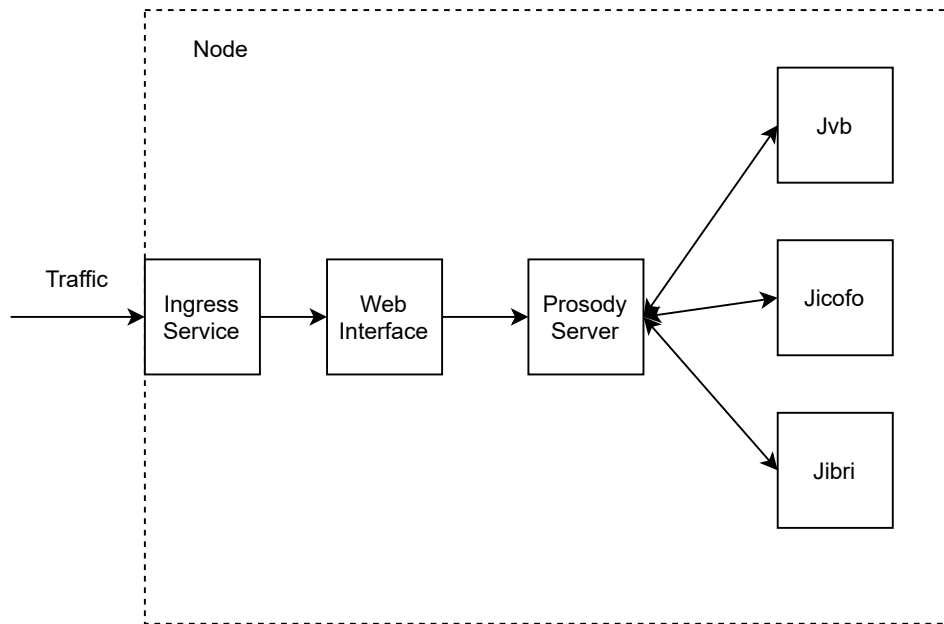 Node
Jvb
Traffic
Ingress
Service
Web
Interface
Prosody
Server
Jicofo
Jibri